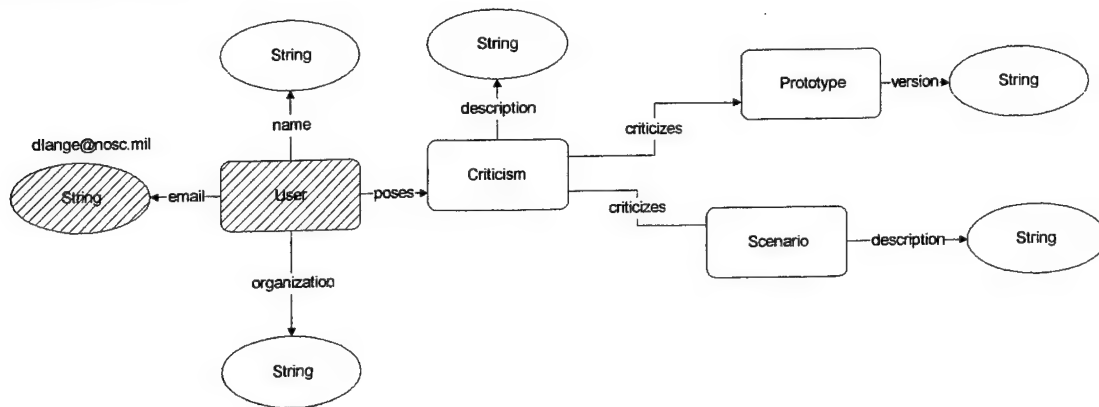 String
String
description
name
Prototype
version
String
criticizes
dlange@nosc.mil
String
email
User
poses
Criticism
criticizes
Scenario
description
String
organization
String